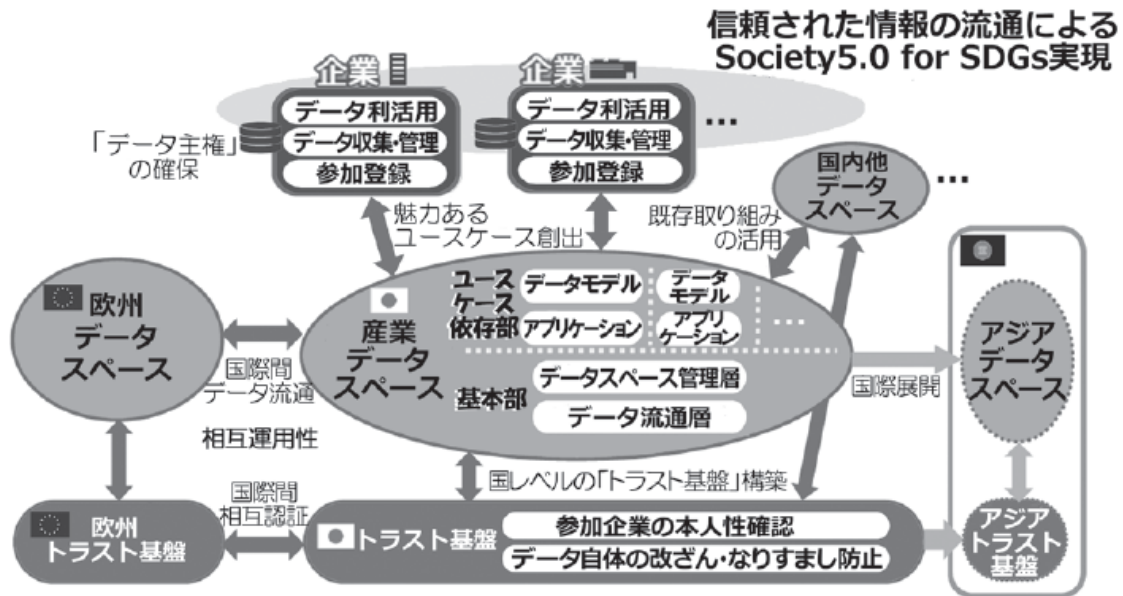 信頼された情報の流通による
Society5.0 for SDGs実現
企業
データ利活用
データ収集・管理
参加登録
企業
データ利活用
データ収集・管理
参加登録
…
「データ主権」
の確保
国内他
データ
スペース
…
魅力ある
ユースケース創出
既存取り組み
の活用
欧州
データ
スペース
国際間
データ流通
相互運用性
産業
データ
スペース
ユース
ケース
依存部
データモデル
アプリケーション
データ
モデル
アプリ
ケーション
…
基本部
データスペース管理層
データ流通層
国際展開
アジア
データ
スペース
国レベルの「トラスト基盤」構築
欧州
トラスト基盤
国際間
相互認証
トラスト基盤
参加企業の本人性確認
データ自体の改ざん・なりすまし防止
アジア
トラスト
基盤